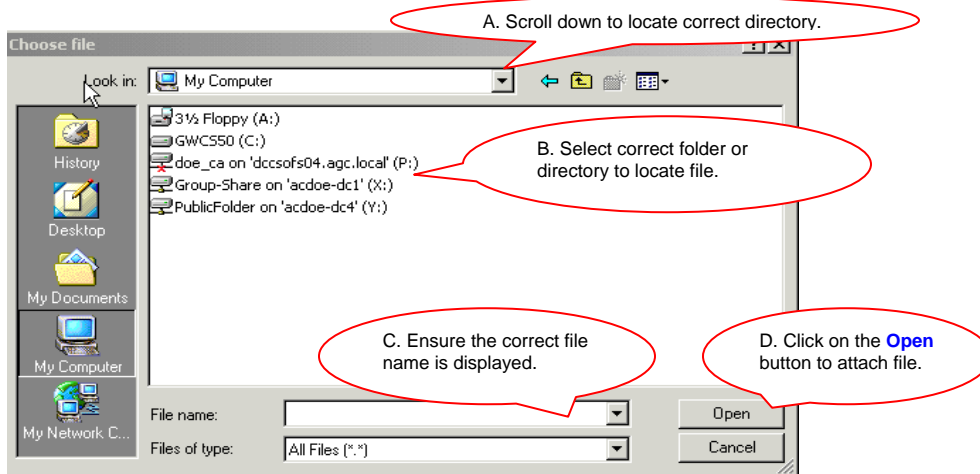 A. Scroll down to locate correct directory.
Choose file
Look in:
My Computer
3½ Floppy (A:)
GWCS50 (C:)
doe_ca on 'dccsofs04.agc.local' (P:)
Group-Share on 'acdoe-dc1' (X:)
PublicFolder on 'acdoe-dc4' (Y:)
B. Select correct folder or
directory to locate file.
History
Desktop
My Documents
My Computer
My Network C...
C. Ensure the correct file
name is displayed.
D. Click on the Open
button to attach file.
File name:
Open
Files of type:
All Files (*.*)
Cancel